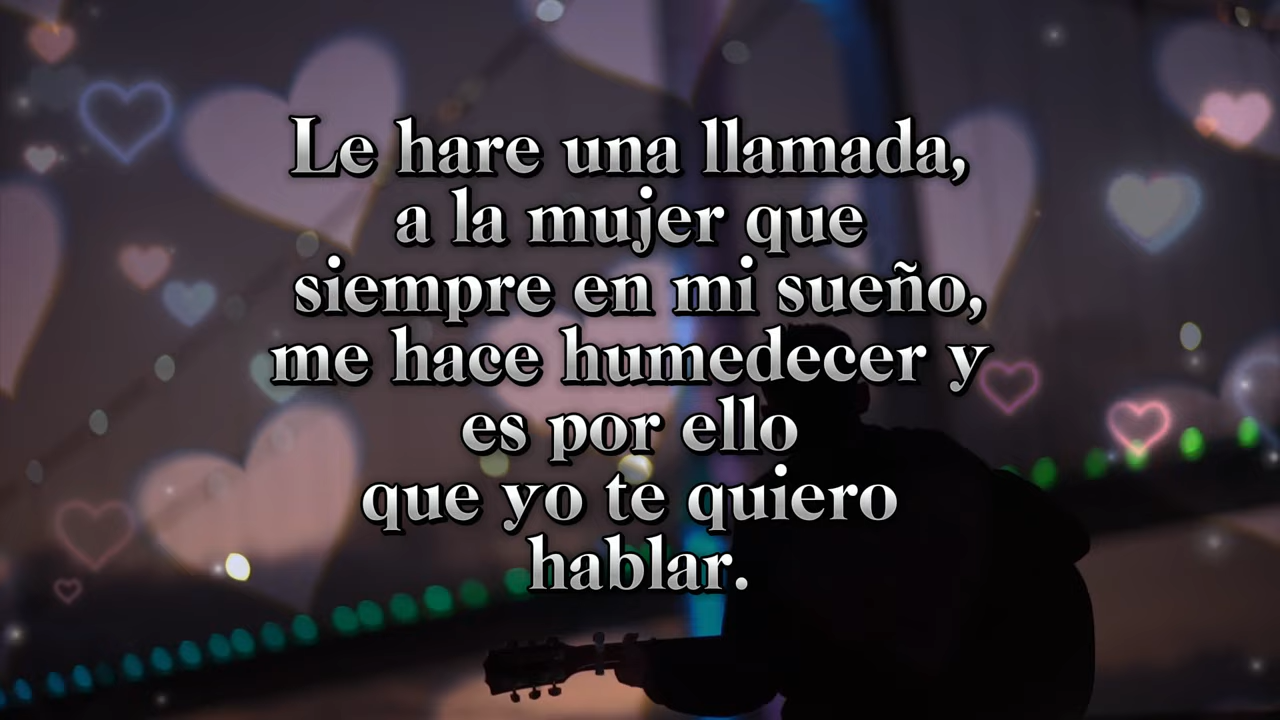 Le hare una llamada,
a la mujer que
siempre en mi sueño,
me hace humedecer y
es por ello
que yo te quiero
hablar.